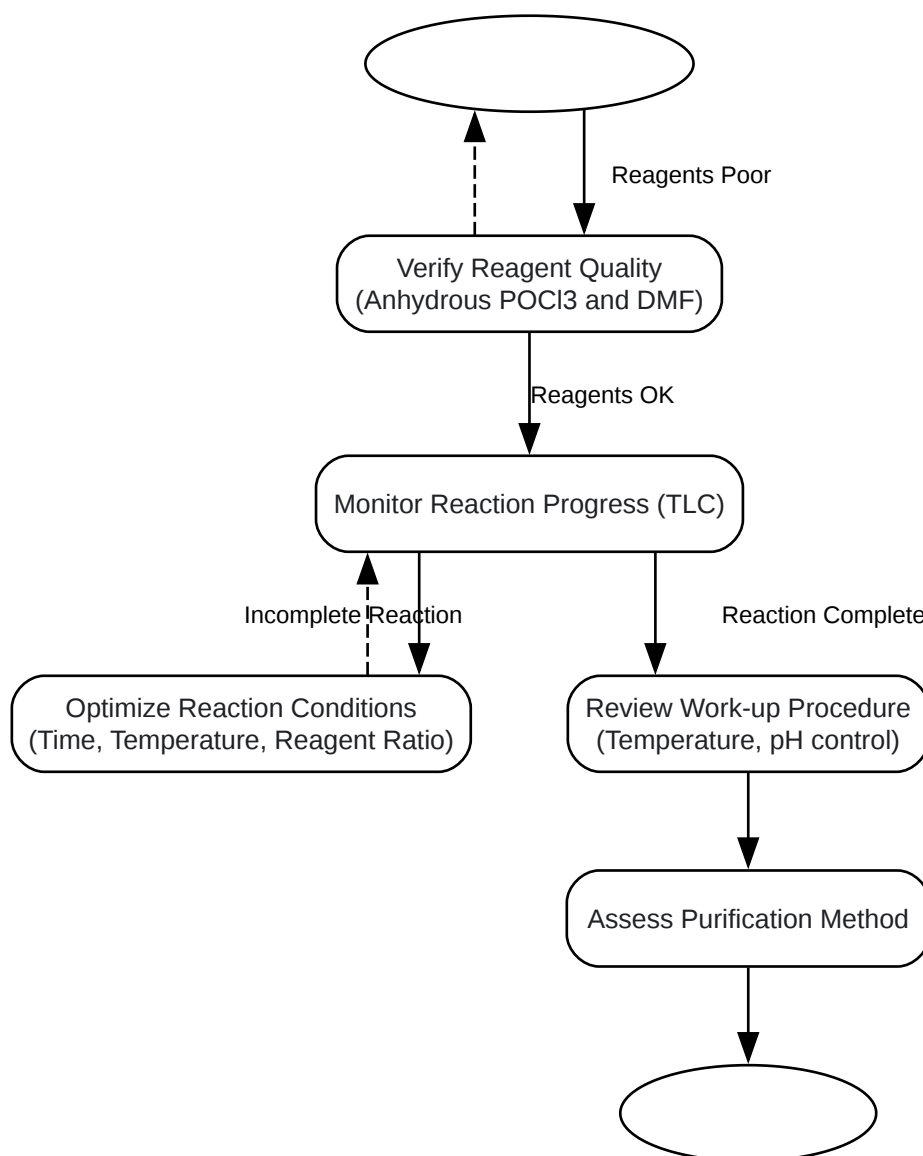 Reagents Poor
Verify Reagent Quality
(Anhydrous POCl3 and DMF)
Reagents OK
Monitor Reaction Progress (TLC)
Incomplete Reaction
Reaction Complete
Optimize Reaction Conditions
(Time, Temperature, Reagent Ratio)
Review Work-up Procedure
(Temperature, pH control)
Assess Purification Method